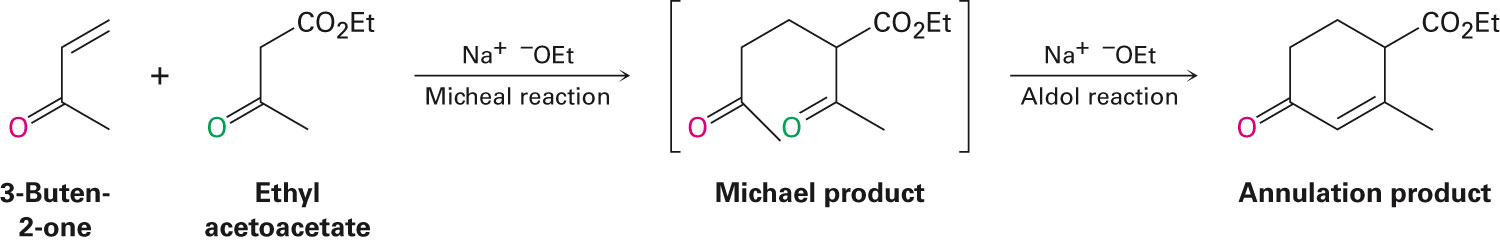 CO₂Et
CO₂Et
CO₂Et
Na⁺ ⁻OEt
Na⁺ ⁻OEt
+
Micheal reaction
Aldol reaction
O
O
O
O
O
3-Buten-
2-one
Ethyl
acetoacetate
Michael product
Annulation product